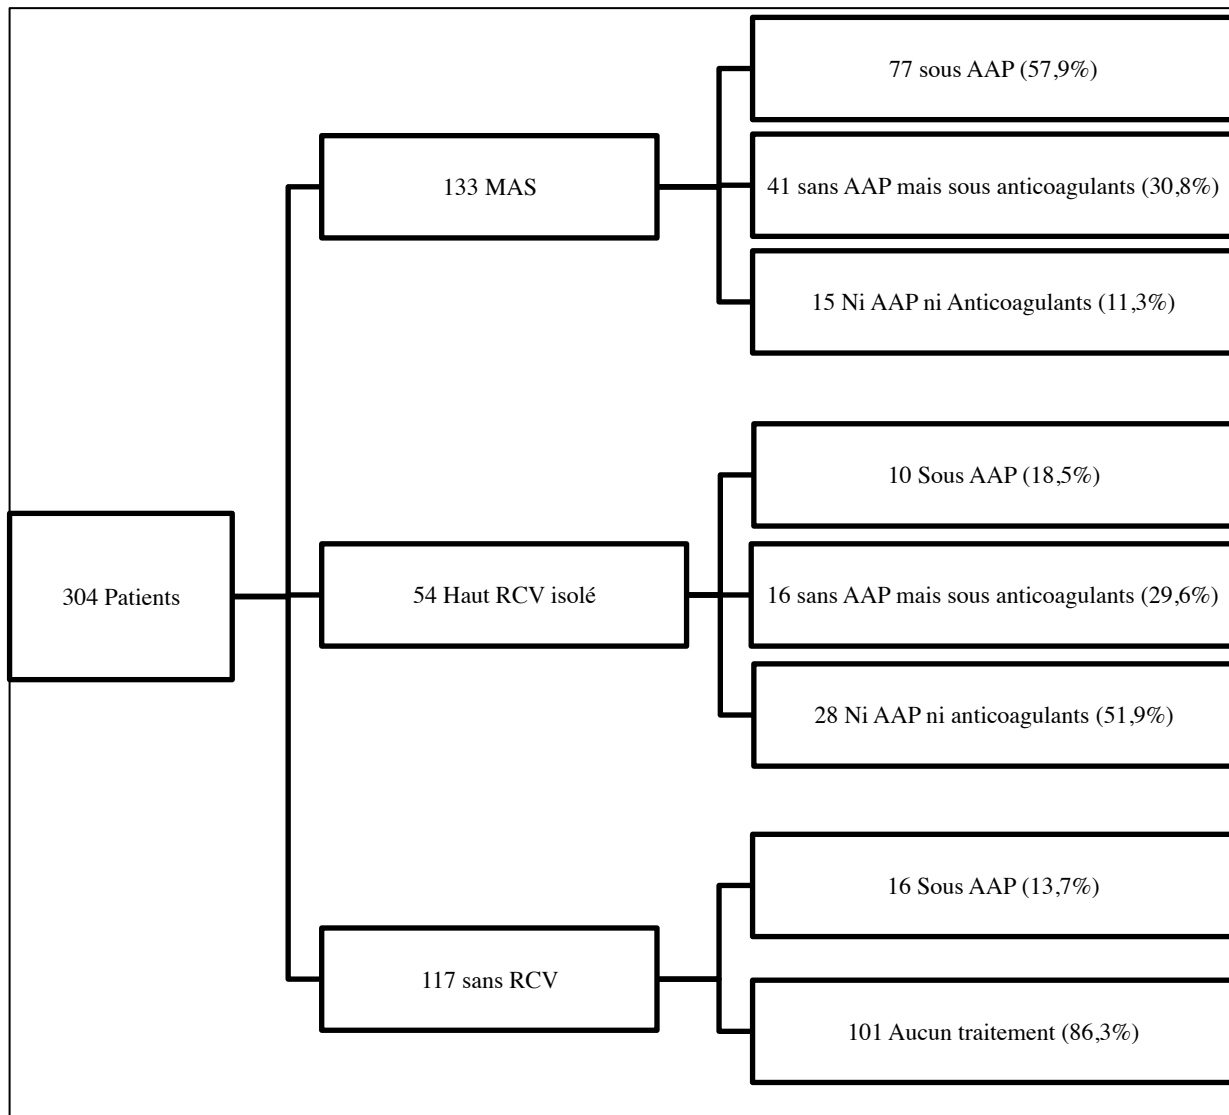 304 Patients
133 MAS
77 sous AAP (57,9%)
41 sans AAP mais sous anticoagulants (30,8%)
15 Ni AAP ni Anticoagulants (11,3%)
54 Haut RCV isolé
10 Sous AAP (18,5%)
16 sans AAP mais sous anticoagulants (29,6%)
28 Ni AAP ni anticoagulants (51,9%)
117 sans RCV
16 Sous AAP (13,7%)
101 Aucun traitement (86,3%)